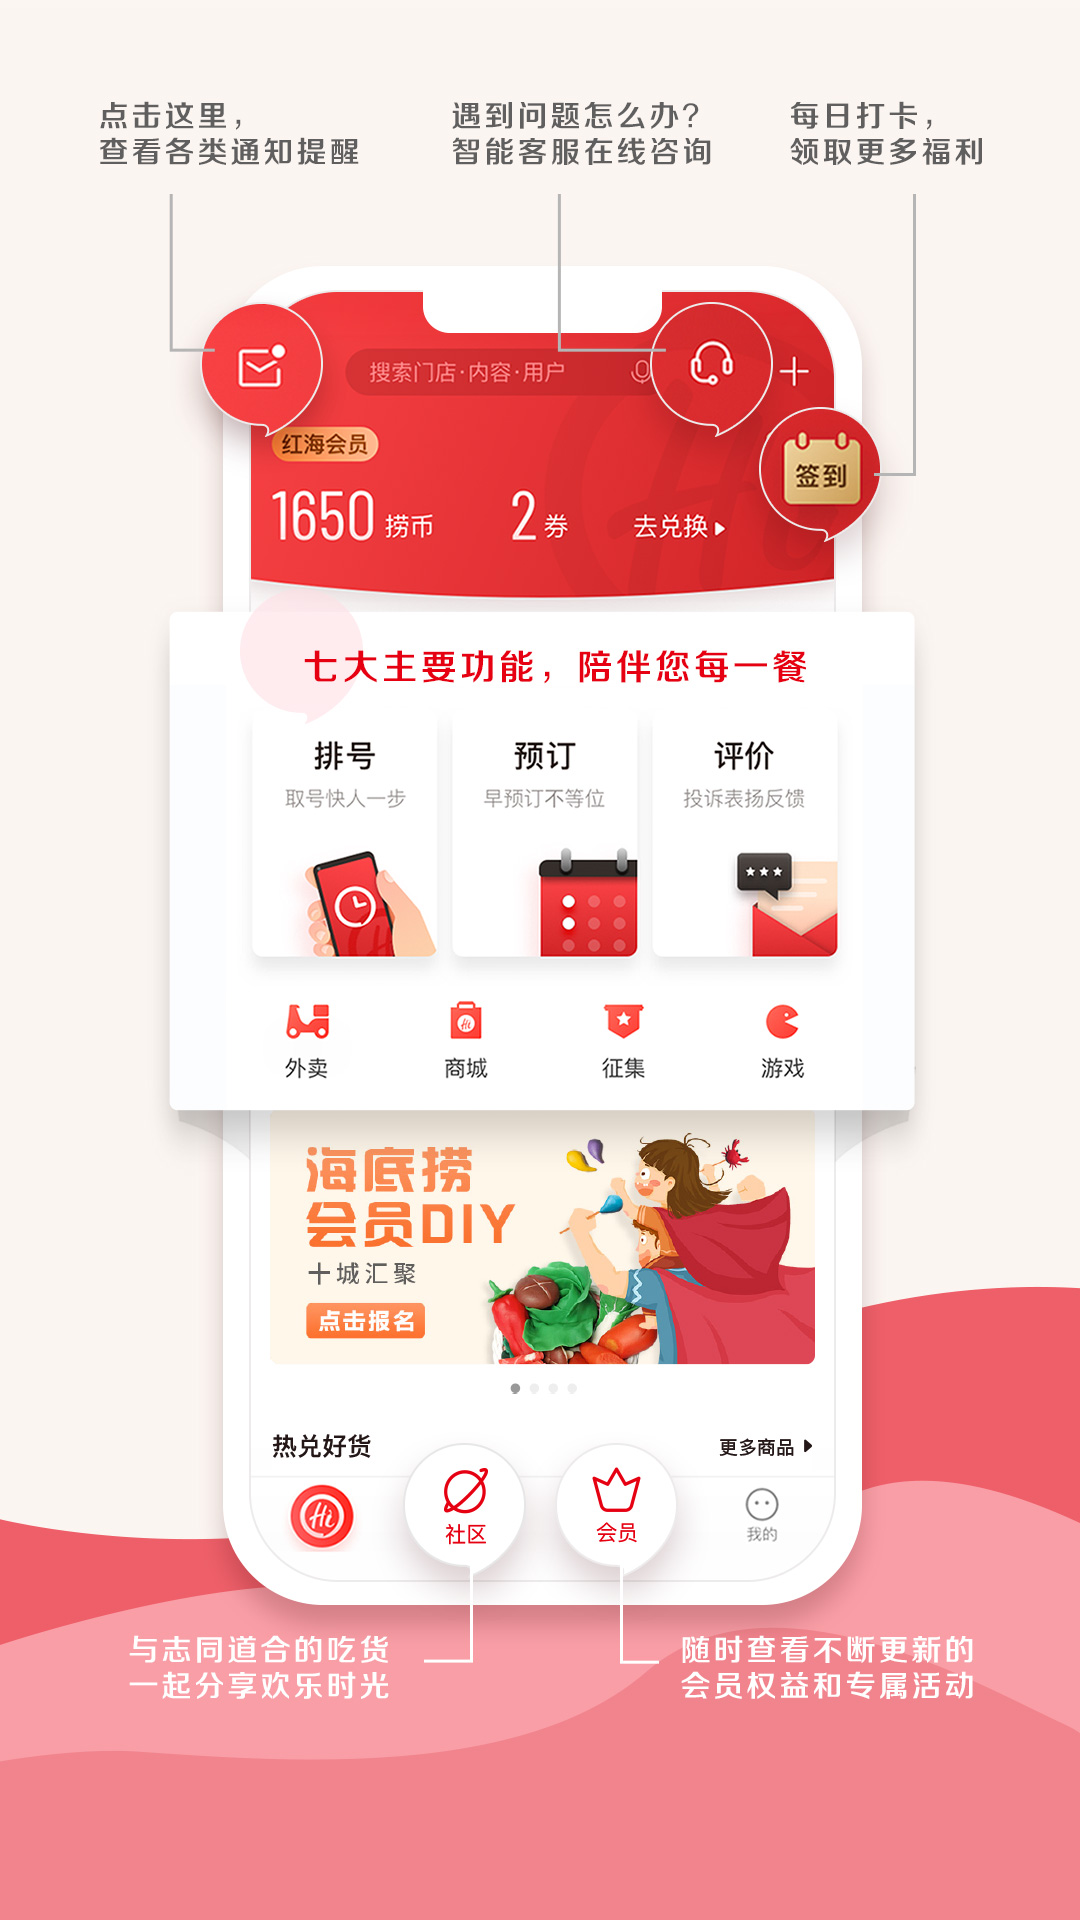 点击这里，
查看各类通知提醒
遇到问题怎么办？
智能客服在线咨询
每日打卡，
领取更多福利
搜索门店·内容·用户
红海会员
签到
1650 捞币
2 券
去兑换
七大主要功能，陪伴您每一餐
排号
取号快人一步
预订
早预订不等位
评价
投诉表扬反馈
外卖
Hi
商城
征集
游戏
海底捞
会员DIY
十城汇聚
点击报名
热兑好货
更多商品
Hi
社区
会员
我的
与志同道合的吃货
一起分享欢乐时光
随时查看不断更新的
会员权益和专属活动